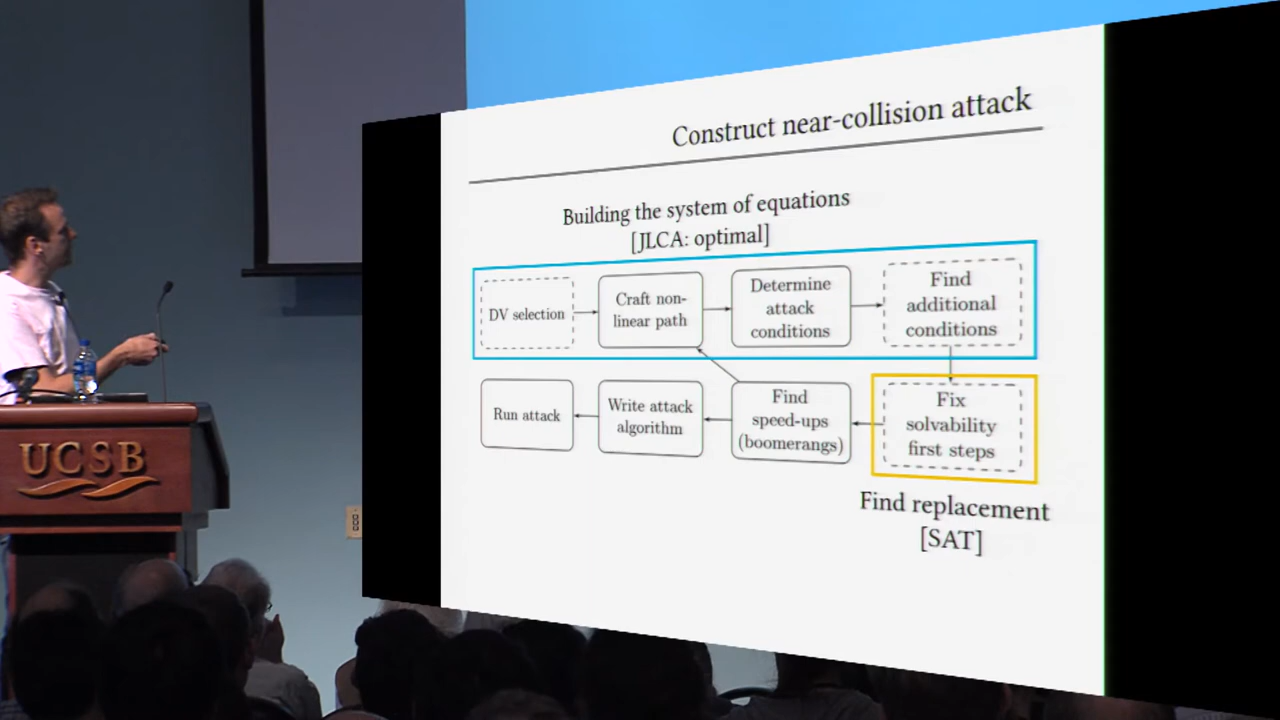 Construct near-collision attack
Building the system of equations
[JLCA: optimal]
DV selection
Craft non-
linear path
Determine
attack
conditions
Find
additional
conditions
Run attack
Write attack
algorithm
Find
speed-ups
(boomerangs)
Fix
solvability
first steps
Find replacement
[SAT]
UCSB